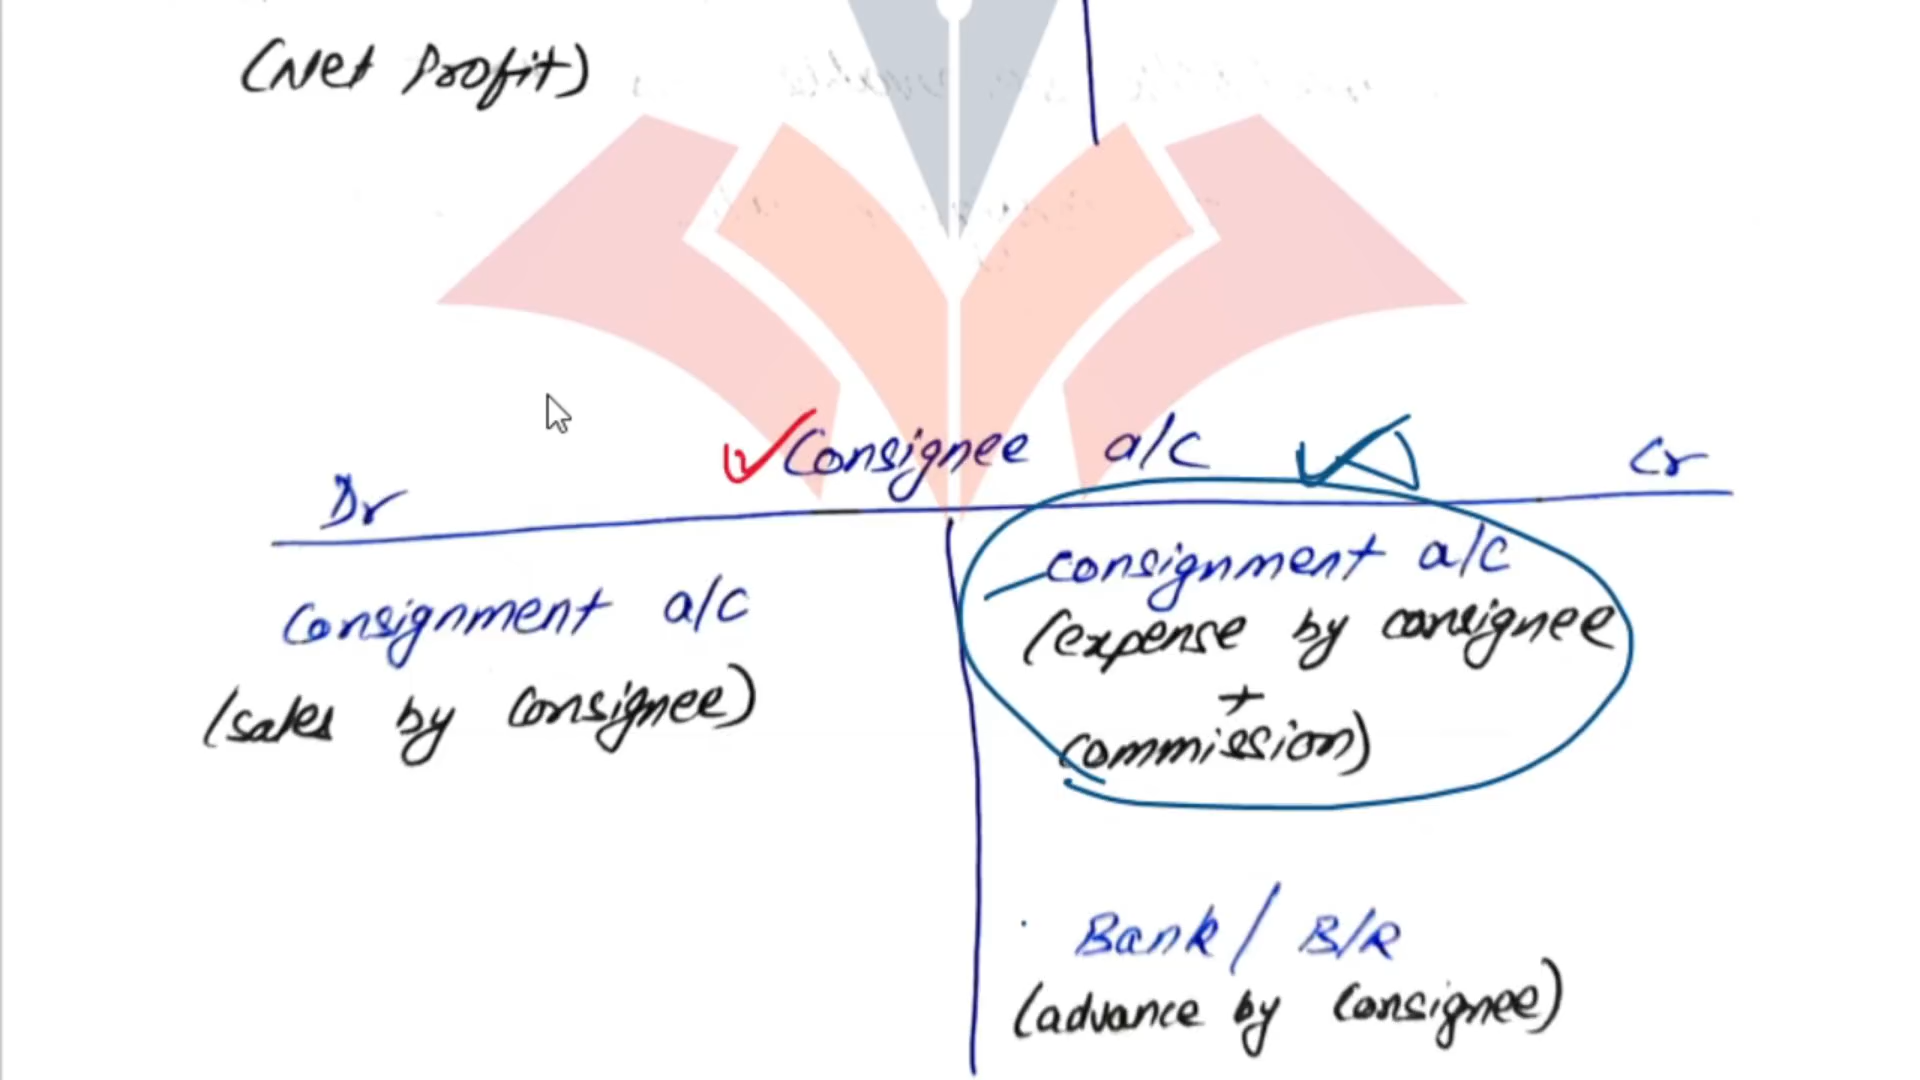 (Net Profit)
Consignee a/c
Dr
Cr
Consignment a/c
(sales by Consignee)
consignment a/c
(expense by consignee
+
commission)
Bank / B/R
(advance by Consignee)